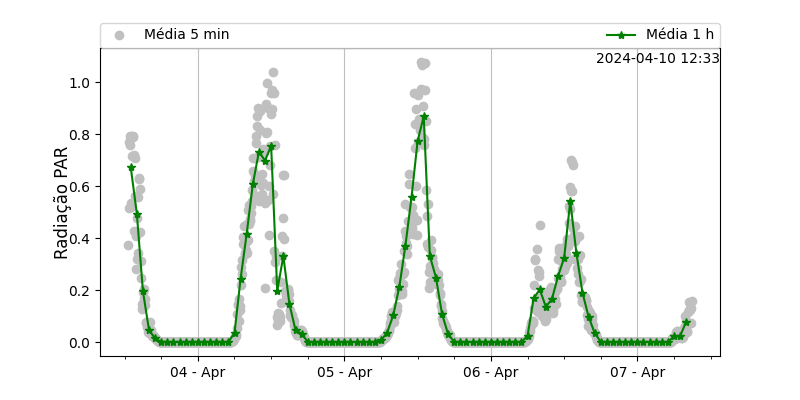 Média 5 min
Média 1 h
2024-04-10 12:33
Radiação PAR
1.0
0.8
0.6
0.4
0.2
0.0
04 - Apr
05 - Apr
06 - Apr
07 - Apr